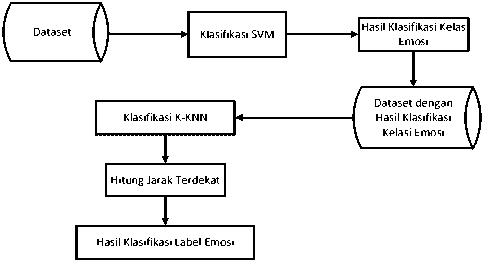 Dataset
Klasifikasi SVM
Hasil Klasifikasi Kelas
Emosi
Dataset dengan
Hasil Klasifikasi
Kelasi Emosi
Klasifikasi K-KNN
Hitung Jarak Terdekat
Hasil Klasifikasi Label Emosi